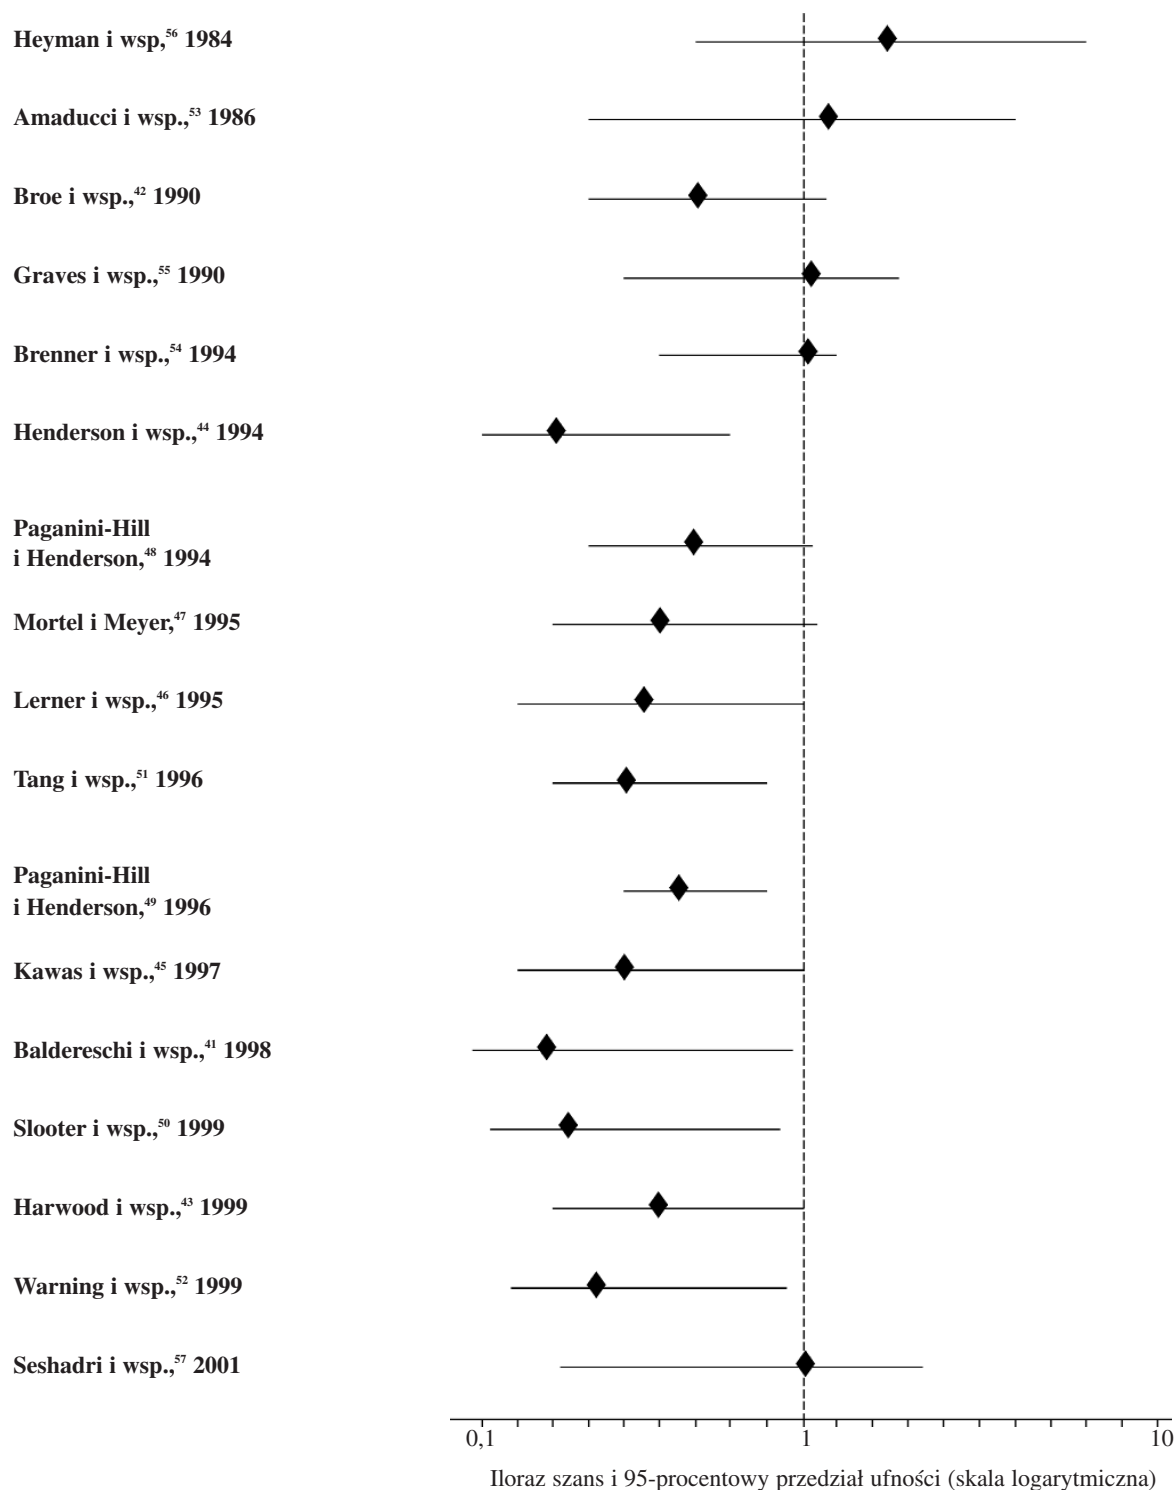 Heyman i wsp,56 1984
Amaducci i wsp.,53 1986
Broe i wsp.,42 1990
Graves i wsp.,55 1990
Brenner i wsp.,54 1994
Henderson i wsp.,44 1994
Paganini-Hill
i Henderson,48 1994
Mortel i Meyer,47 1995
Lerner i wsp.,46 1995
Tang i wsp.,51 1996
Paganini-Hill
i Henderson,49 1996
Kawas i wsp.,45 1997
Baldereschi i wsp.,41 1998
Slooter i wsp.,50 1999
Harwood i wsp.,43 1999
Warning i wsp.,52 1999
Seshadri i wsp.,57 2001
0,1 1 10
Iloraz szans i 95-procentowy przedział ufności (skala logarytmiczna)